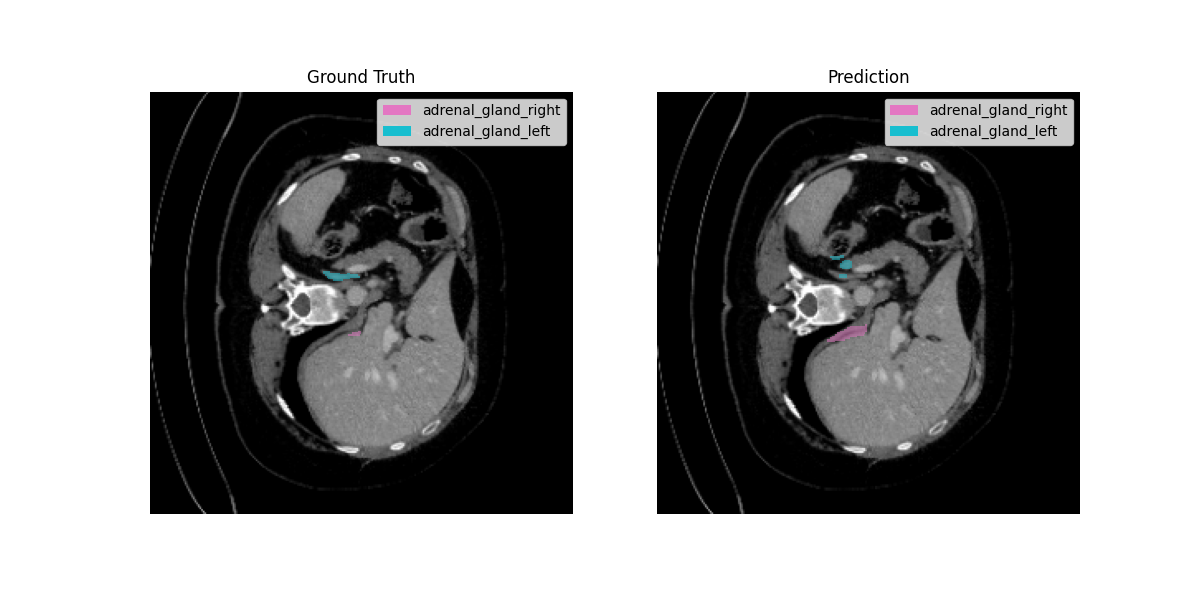 Ground Truth
adrenal_gland_right
adrenal_gland_left
Prediction
adrenal_gland_right
adrenal_gland_left